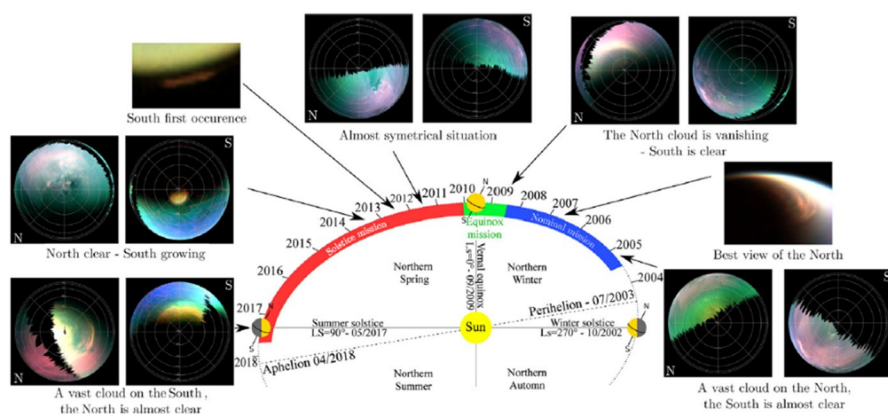 S
S
N
N
South first occurence
Almost symetrical situation
The North cloud is vanishing
- South is clear
S
N
North clear - South growing
Best view of the North
2010
2009
2011
2008
2012
2007
2013
2006
2014
2005
2015
2004
2016
2017
2018
N
S
Solstice mission
Equinox
mission
Nominal mission
Northern
Spring
Vernal equinox
Ls=0° - 09/2009
Northern
Winter
Perihelion - 07/2003
Summer solstice
LS=90° - 05/2017
Sun
Winter solstice
Ls=270° - 10/2002
Aphelion 04/2018
Northern
Summer
Northern
Autumn
N
S
N
S
S
N
A vast cloud on the South,
the North is almost clear
S
N
A vast cloud on the North,
the South is almost clear